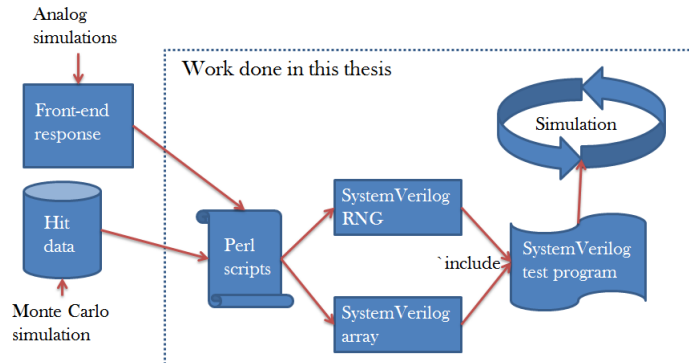 Analog
simulations
Work done in this thesis
Front-end
response
Simulation
Hit
data
SystemVerilog
RNG
Perl
scripts
`include
SystemVerilog
test program
Monte Carlo
simulation
SystemVerilog
array